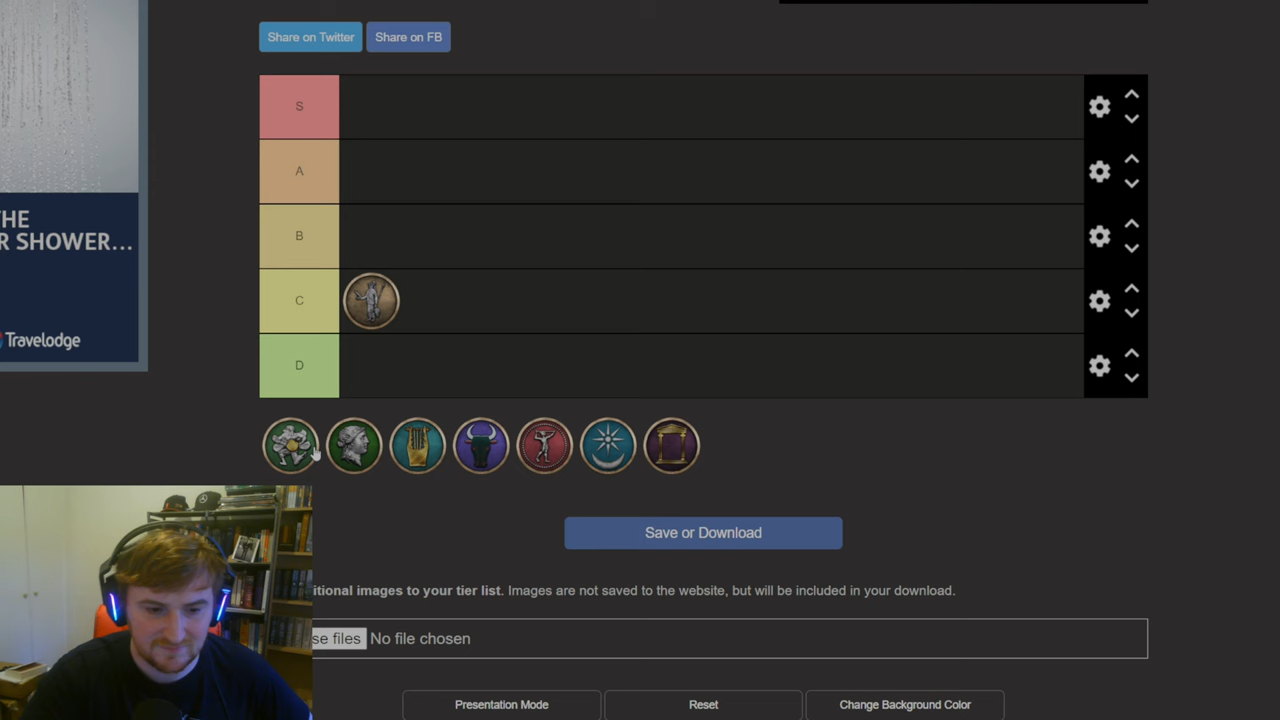 Share on Twitter
Share on FB
S
A
THE
R SHOWER...
B
C
Travelodge
D
Save or Download
itional images to your tier list. Images are not saved to the website, but will be included in your download.
se files No file chosen
Presentation Mode
Reset
Change Background Color